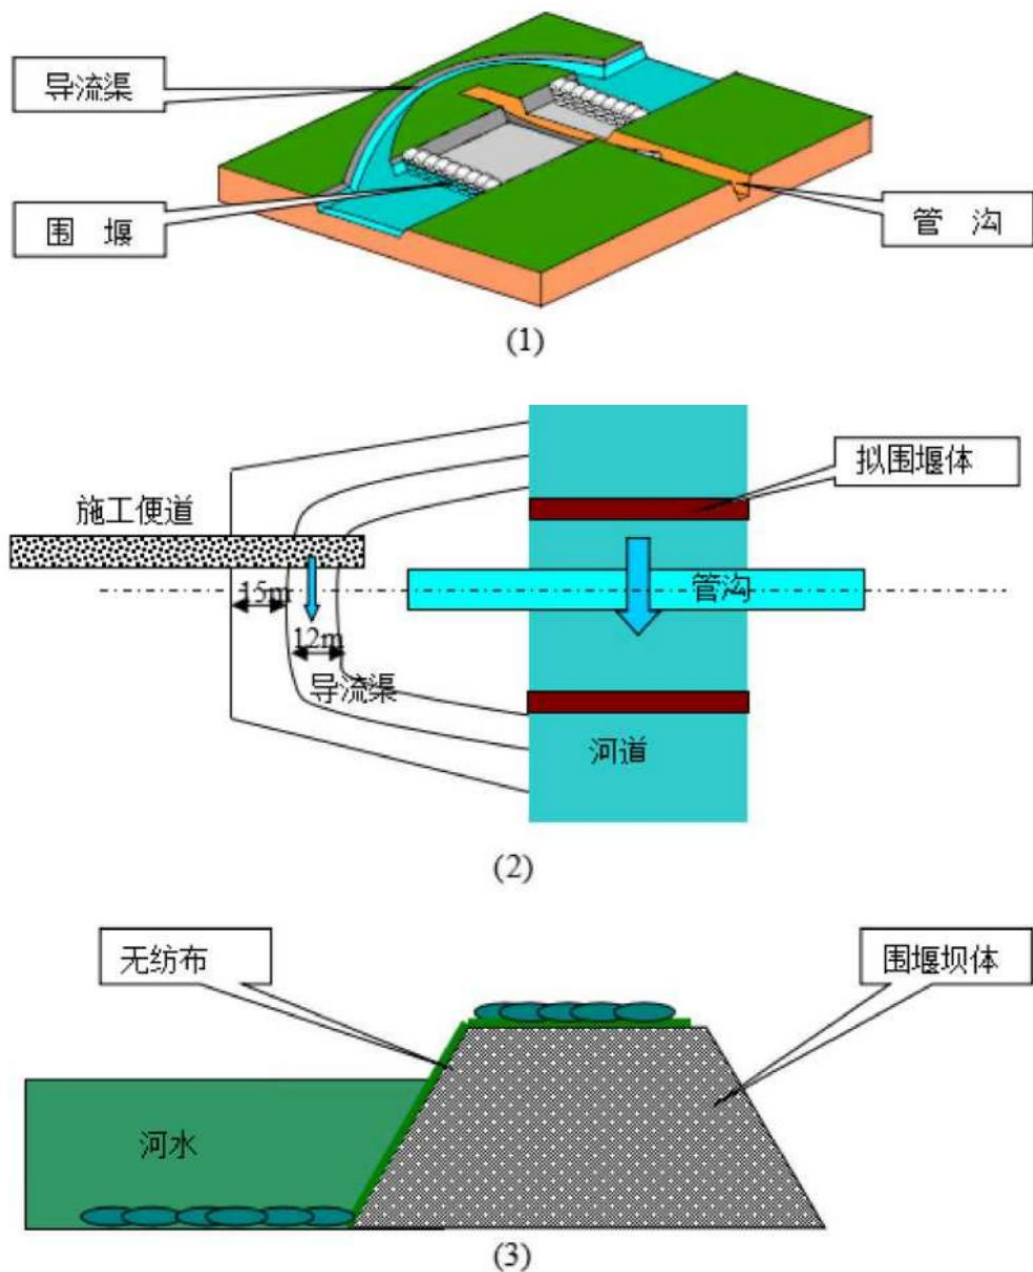 导流渠
围 堰
管 沟
(1)
拟围堰体
施工便道
管沟
15m
12m
导流渠
河道
(2)
无纺布
围堰坝体
河水
(3)